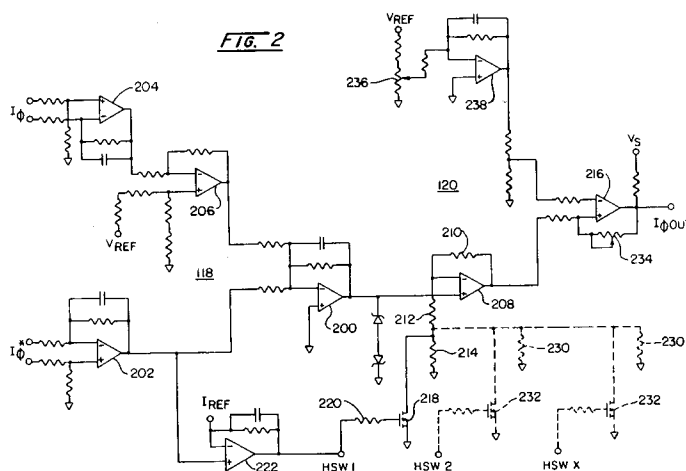 FIG. 2
VREF
236
238
204
Iϕ
206
VREF
118
120
VS
216
IϕOUT
234
210
208
212
214
200
Iϕ*
202
230
230
IREF
222
220
218
232
232
HSW 1
HSW 2
HSW X